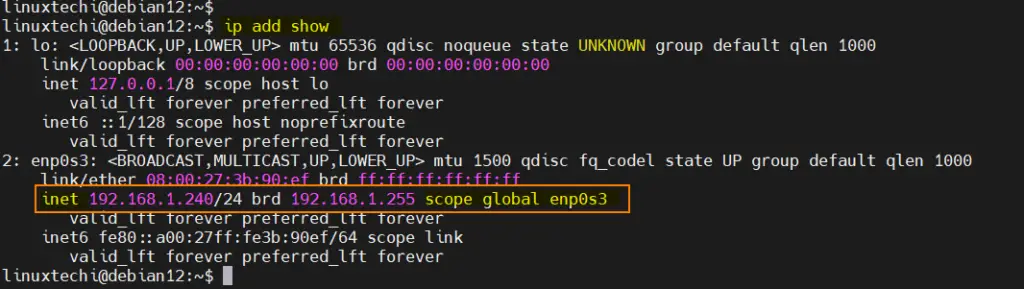 linuxtechi@debian12:~$
linuxtechi@debian12:~$ ip add show
1: lo: <LOOPBACK,UP,LOWER_UP> mtu 65536 qdisc noqueue state UNKNOWN group default qlen 1000
    link/loopback 00:00:00:00:00:00 brd 00:00:00:00:00:00
    inet 127.0.0.1/8 scope host lo
       valid_lft forever preferred_lft forever
    inet6 ::1/128 scope host noprefixroute
       valid_lft forever preferred_lft forever
2: enp0s3: <BROADCAST,MULTICAST,UP,LOWER_UP> mtu 1500 qdisc fq_codel state UP group default qlen 1000
    link/ether 08:00:27:3b:90:ef brd ff:ff:ff:ff:ff:ff
    inet 192.168.1.240/24 brd 192.168.1.255 scope global enp0s3
       valid_lft forever preferred_lft forever
    inet6 fe80::a00:27ff:fe3b:90ef/64 scope link
       valid_lft forever preferred_lft forever
linuxtechi@debian12:~$